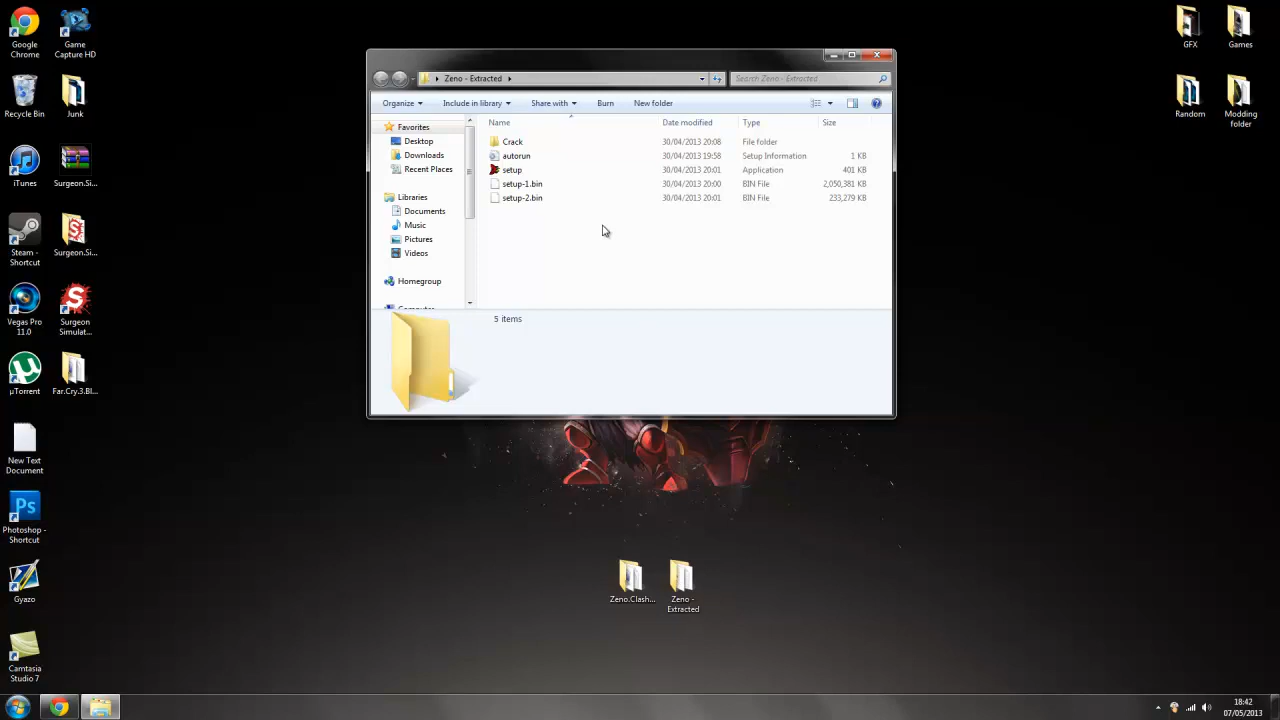 Google Chrome
Game Capture HD
Recycle Bin
Junk
iTunes
Surgeon.Si...
Steam - Shortcut
Surgeon.Si...
Vegas Pro 11.0
Surgeon Simulat...
µTorrent
Far.Cry.3.Bl...
New Text Document
Photoshop - Shortcut
Gyazo
Camtasia Studio 7
GFX
Games
Random
Modding folder
Zeno - Extracted
Search Zeno - Extracted
Organize
Include in library
Share with
Burn
New folder
Favorites
Desktop
Downloads
Recent Places
Libraries
Documents
Music
Pictures
Videos
Homegroup
Computer
Name Date modified Type Size
Crack 30/04/2013 20:08 File folder
autorun 30/04/2013 19:58 Setup Information 1 KB
setup 30/04/2013 20:01 Application 401 KB
setup-1.bin 30/04/2013 20:00 BIN File 2,050,381 KB
setup-2.bin 30/04/2013 20:01 BIN File 233,279 KB
5 items
Zeno.Clash...
Zeno - Extracted
18:42
07/05/2013